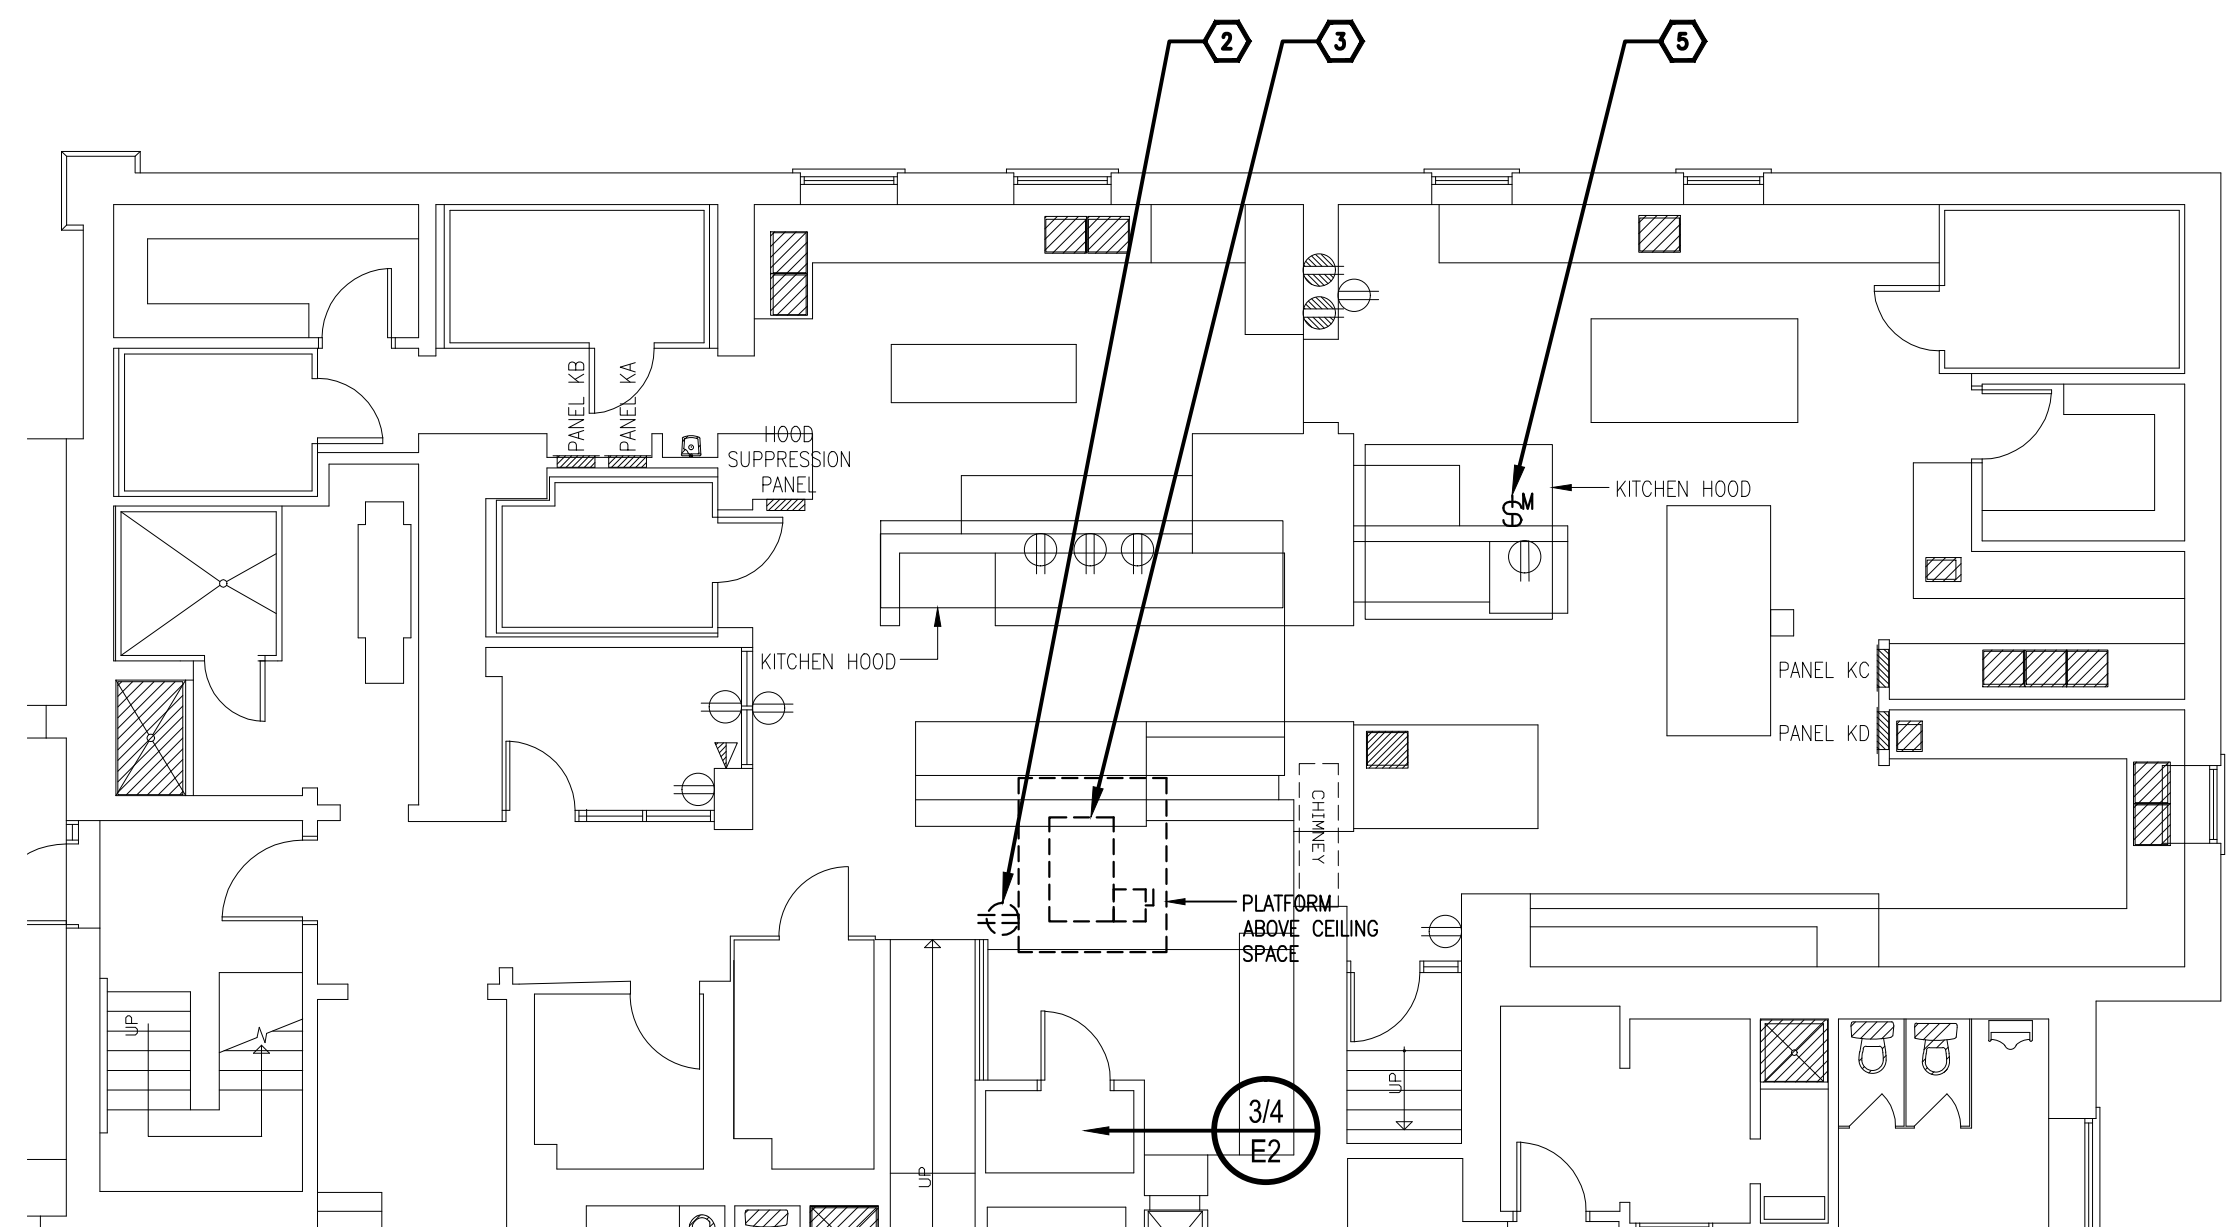 2
3
5
PANEL KB
PANEL KA
HOOD
SUPPRESSION
PANEL
KITCHEN HOOD
M
KITCHEN HOOD
PANEL KC
PANEL KD
CHIMNEY
PLATFORM
ABOVE CEILING
SPACE
UP
UP
UP
3/4
E2